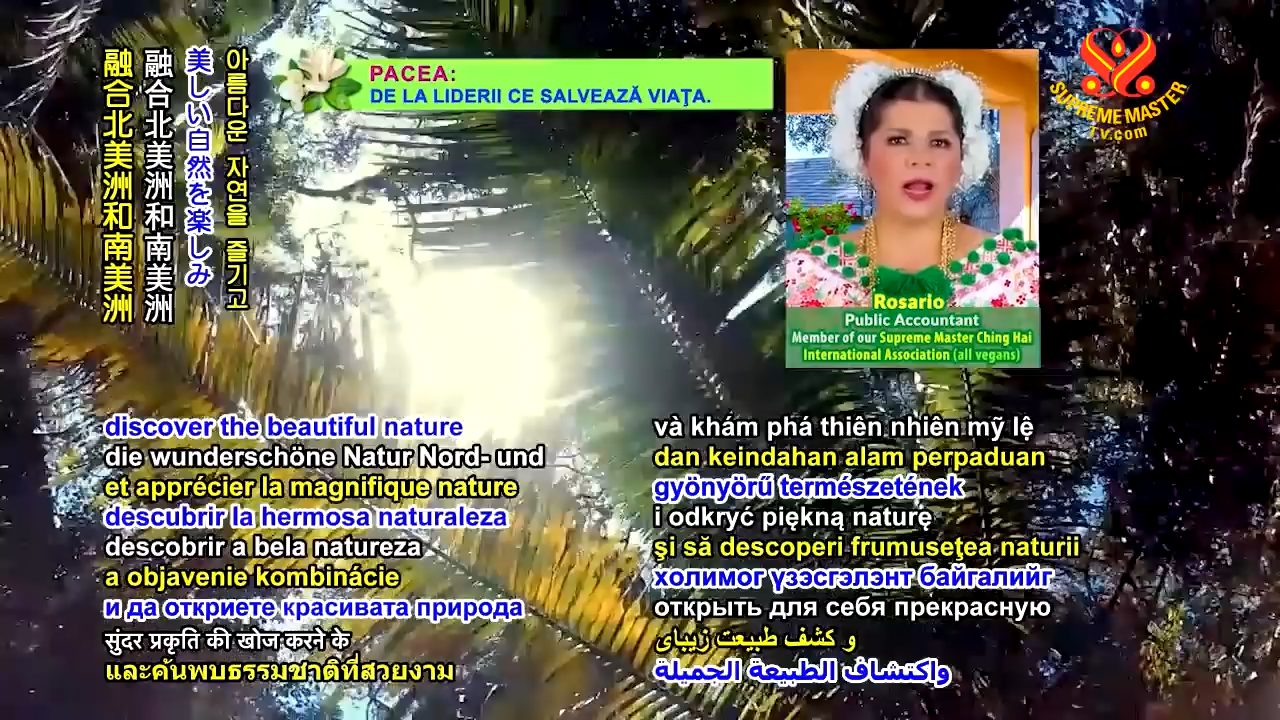 融合北美洲和南美洲
融合北美洲和南美洲
美しい自然を楽しみ
아름다운 자연을 즐기고
PACEA:
DE LA LIDERII CE SALVEAZĂ VIAŢA.
SUPREME MASTER
TV.com
Rosario
Public Accountant
Member of our Supreme Master Ching Hai
International Association (all vegans)
discover the beautiful nature
die wunderschöne Natur Nord- und
et apprécier la magnifique nature
descubrir la hermosa naturaleza
descobrir a bela natureza
a objavenie kombinácie
и да откриете красивата природа
सुंदर प्रकृति की खोज करने के
และค้นพบธรรมชาติที่สวยงาม
và khám phá thiên nhiên mỹ lệ
dan keindahan alam perpaduan
gyönyörű természetének
i odkryć piękną naturę
şi să descoperi frumuseţea naturii
холимог үзэсгэлэнт байгалийг
открыть для себя прекрасную
و کشف طبیعت زیبای
واكتشاف الطبيعة الجميلة